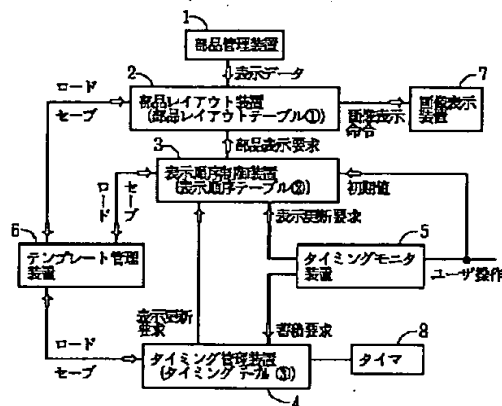 1
部品管理装置
表示データ
2
部品レイアウト装置
(部品レイアウトテーブル①)
7
画像表示
装置
画像表示
命令
ロード
セーブ
部品表示要求
3
表示順序制御装置
(表示順序テーブル②)
初期値
ロード
セーブ
表示更新要求
5
タイミングモニタ
装置
ユーザ操作
6
テンプレート管理
装置
表示更新
要求
蓄積要求
ロード
セーブ
タイミング管理装置
(タイミングテーブル③)
4
8
タイマ